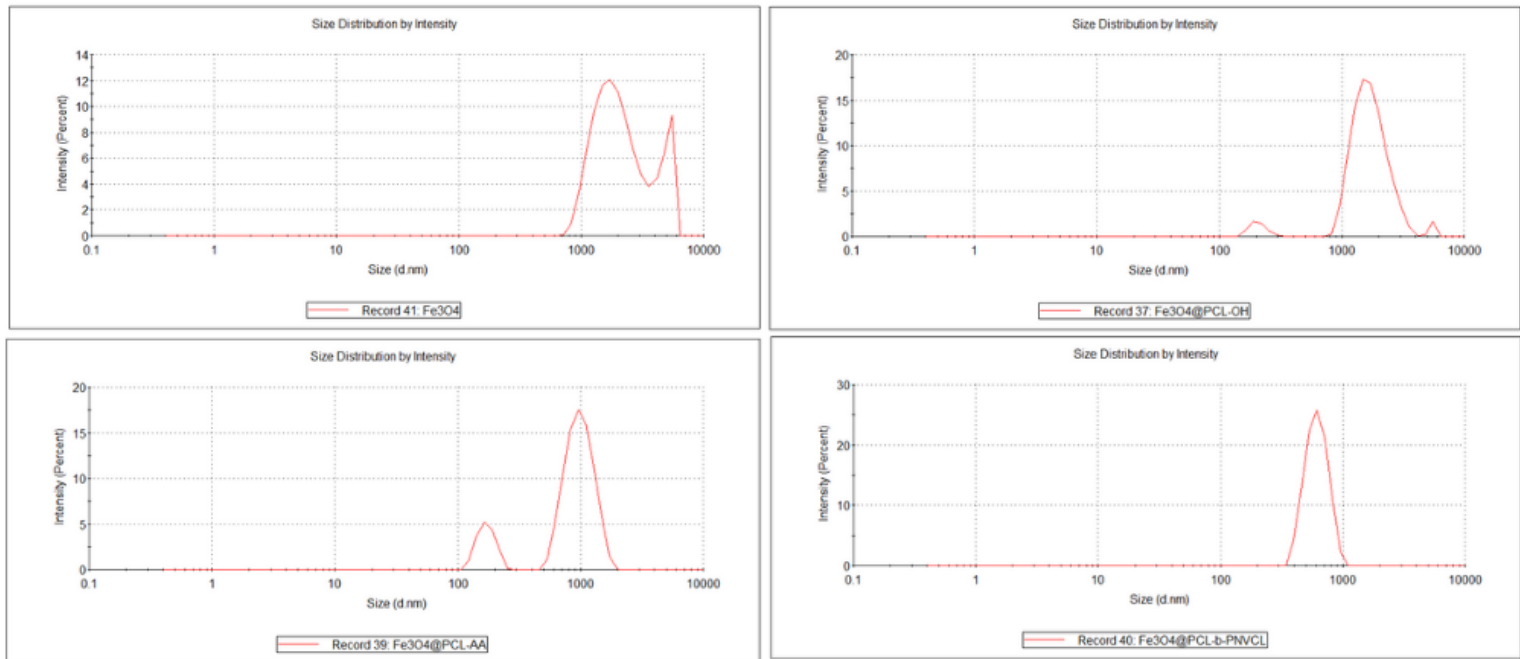 Size Distribution by Intensity
14
12
10
8
6
4
2
0
Intensity (Percent)
0.1 1 10 100 1000 10000
Size (d.nm)
Record 41: Fe3O4
Size Distribution by Intensity
20
15
10
5
0
Intensity (Percent)
0.1 1 10 100 1000 10000
Size (d.nm)
Record 37: Fe3O4@PCL-OH
Size Distribution by Intensity
20
15
10
5
0
Intensity (Percent)
0.1 1 10 100 1000 10000
Size (d.nm)
Record 39: Fe3O4@PCL-AA
Size Distribution by Intensity
30
20
10
0
Intensity (Percent)
0.1 1 10 100 1000 10000
Size (d.nm)
Record 40: Fe3O4@PCL-b-PNVCL